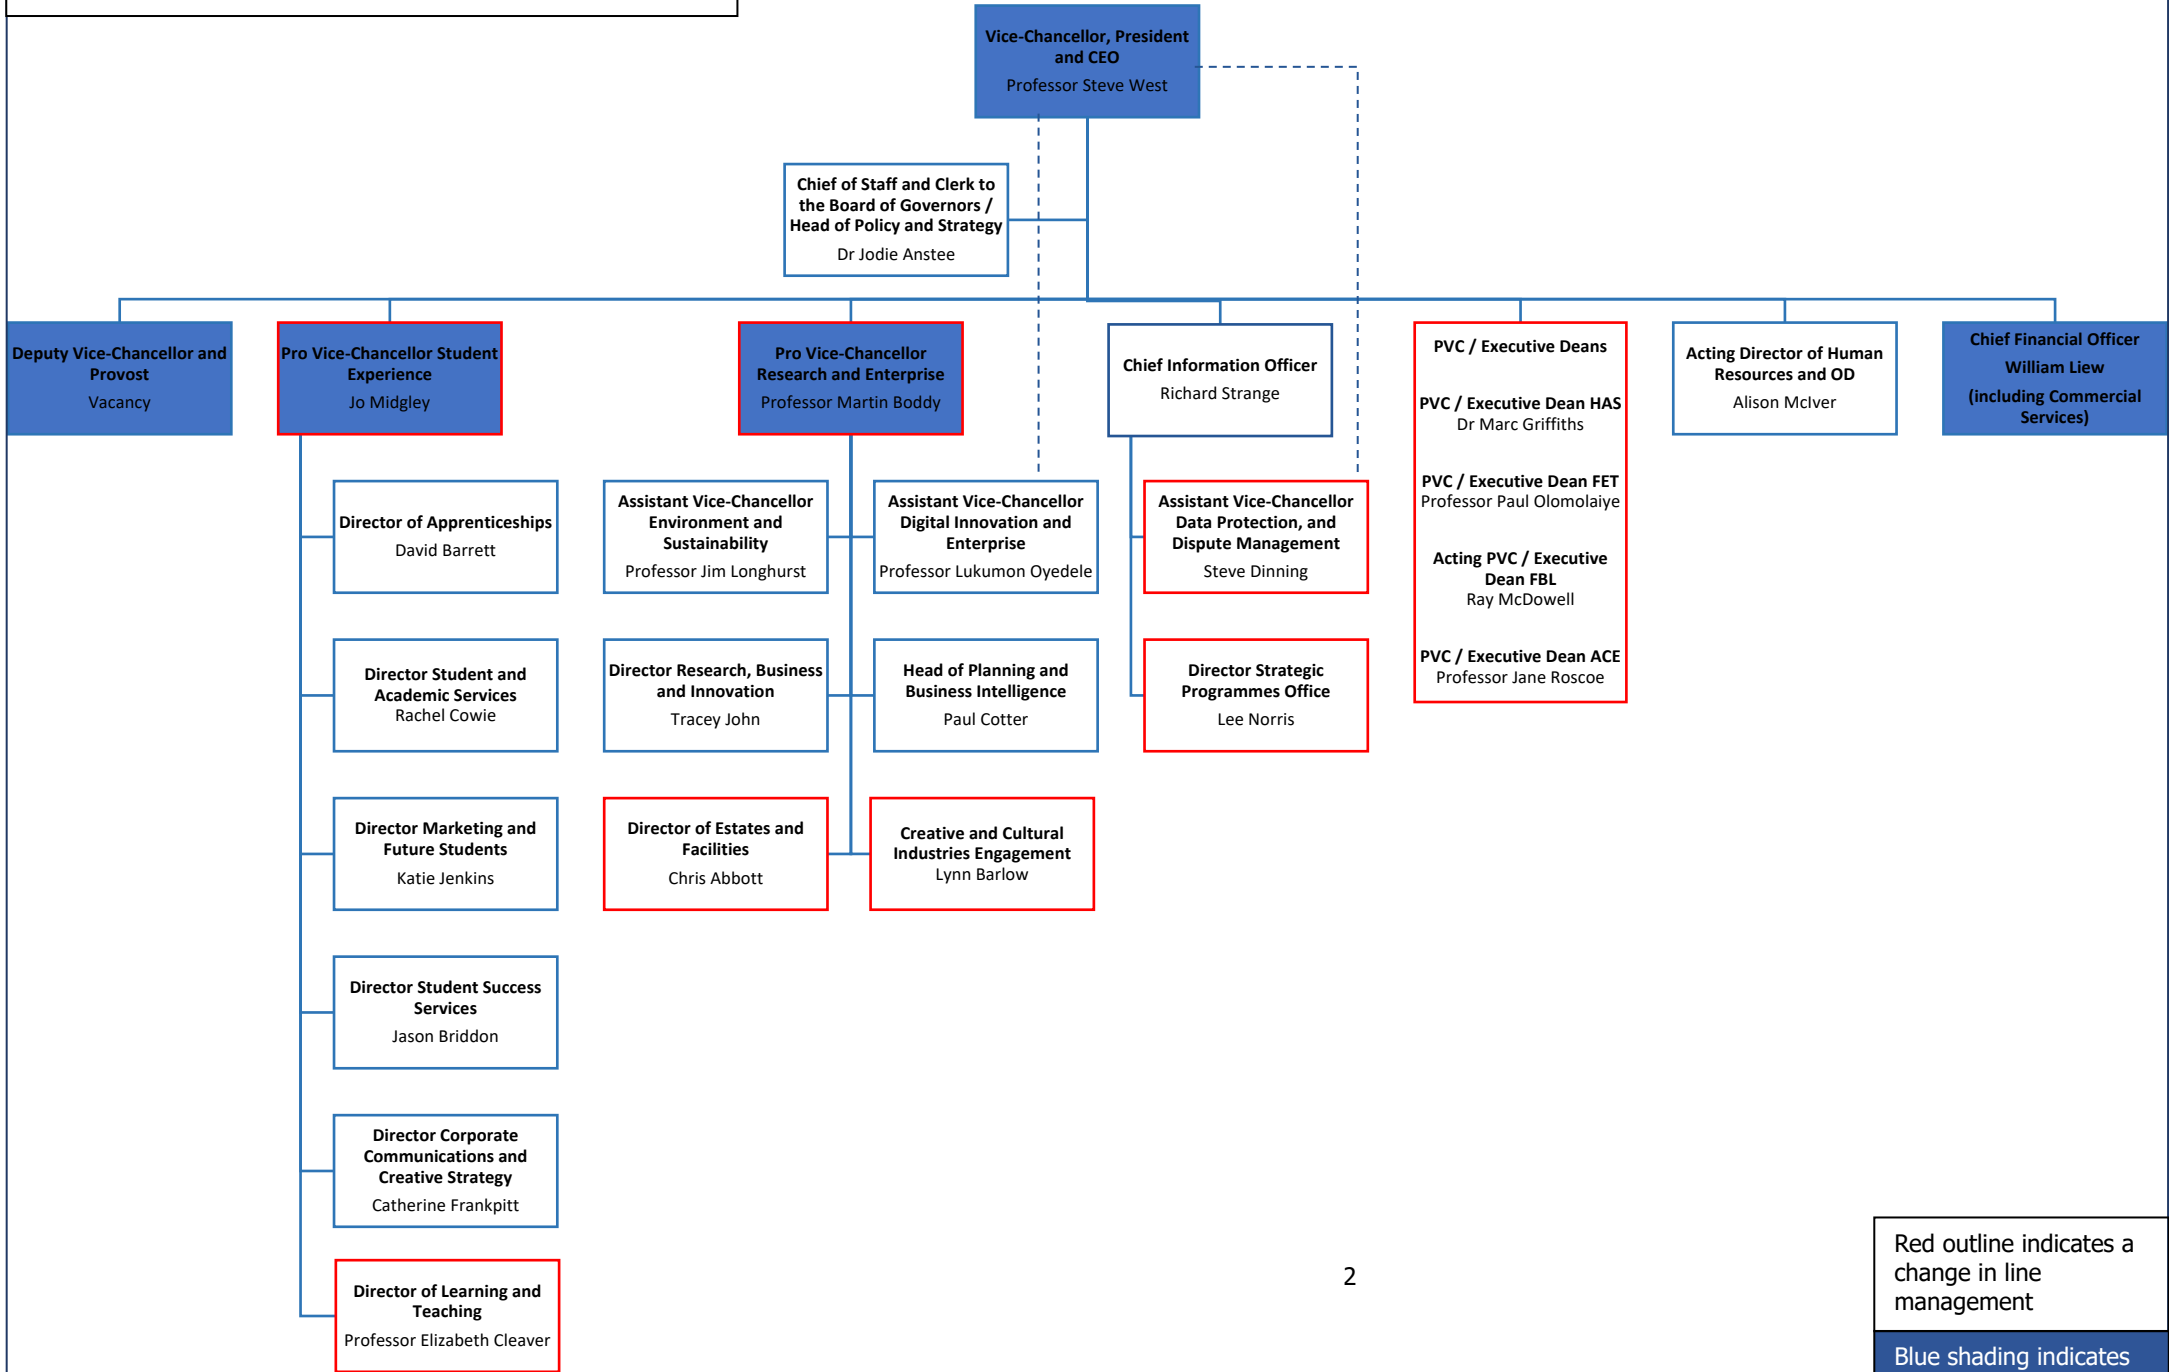 Vice-Chancellor, President
and CEO
Professor Steve West
Chief of Staff and Clerk to
the Board of Governors /
Head of Policy and Strategy
Dr Jodie Anstee
Deputy Vice-Chancellor and
Provost
Vacancy
Pro Vice-Chancellor Student
Experience
Jo Midgley
Pro Vice-Chancellor
Research and Enterprise
Professor Martin Boddy
Chief Information Officer
Richard Strange
PVC / Executive Deans
PVC / Executive Dean HAS
Dr Marc Griffiths
PVC / Executive Dean FET
Professor Paul Olomolaiye
Acting PVC / Executive
Dean FBL
Ray McDowell
PVC / Executive Dean ACE
Professor Jane Roscoe
Acting Director of Human
Resources and OD
Alison McIver
Chief Financial Officer
William Liew
(including Commercial
Services)
Director of Apprenticeships
David Barrett
Assistant Vice-Chancellor
Environment and
Sustainability
Professor Jim Longhurst
Assistant Vice-Chancellor
Digital Innovation and
Enterprise
Professor Lukumon Oyedele
Assistant Vice-Chancellor
Data Protection, and
Dispute Management
Steve Dinning
Director Student and
Academic Services
Rachel Cowie
Director Research, Business
and Innovation
Tracey John
Head of Planning and
Business Intelligence
Paul Cotter
Director Strategic
Programmes Office
Lee Norris
Director Marketing and
Future Students
Katie Jenkins
Director of Estates and
Facilities
Chris Abbott
Creative and Cultural
Industries Engagement
Lynn Barlow
Director Student Success
Services
Jason Briddon
Director Corporate
Communications and
Creative Strategy
Catherine Frankpitt
Director of Learning and
Teaching
Professor Elizabeth Cleaver
2
Red outline indicates a
change in line
management
Blue shading indicates